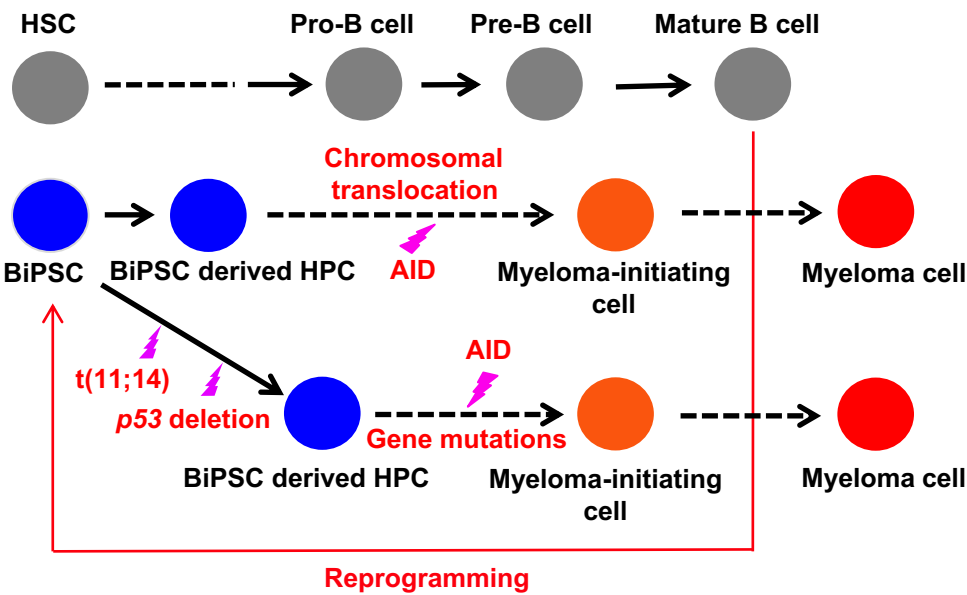 HSC
Pro-B cell
Pre-B cell
Mature B cell
Chromosomal
translocation
AID
BiPSC
BiPSC derived HPC
Myeloma-initiating
cell
Myeloma cell
t(11;14)
p53 deletion
AID
Gene mutations
BiPSC derived HPC
Myeloma-initiating
cell
Myeloma cell
Reprogramming